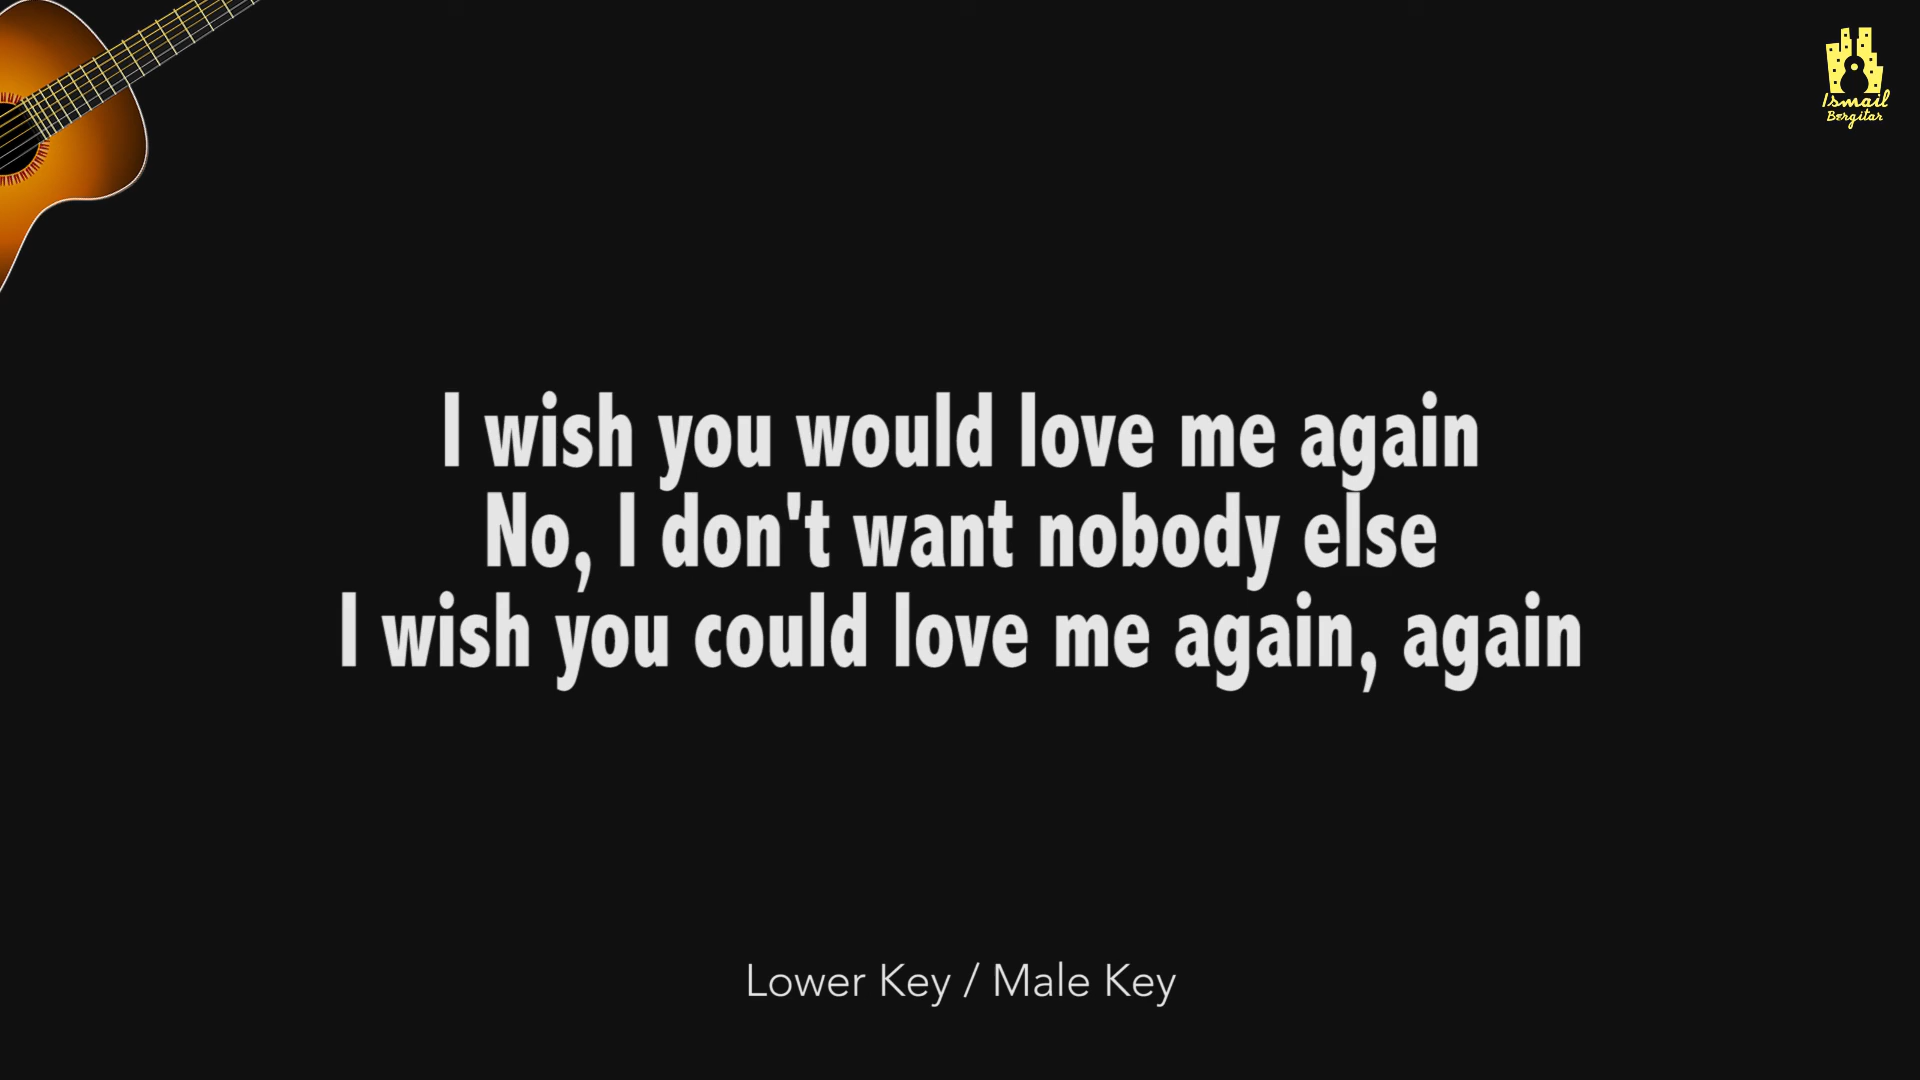 Ismail
Bergitar
I wish you would love me again
No, I don't want nobody else
I wish you could love me again, again
Lower Key / Male Key